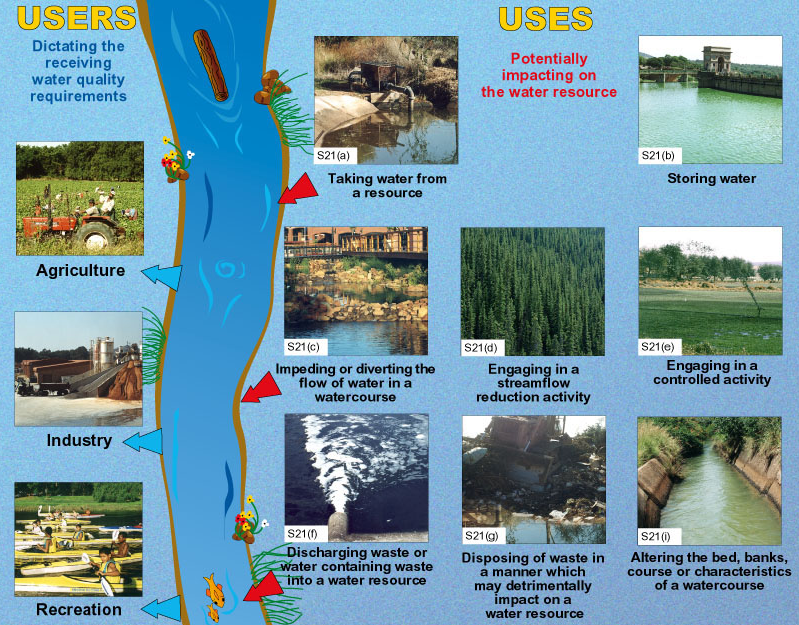 USERS
Dictating the
receiving
water quality
requirements
Agriculture
Industry
Recreation
USES
Potentially
impacting on
the water resource
S21(a)
Taking water from
a resource
S21(b)
Storing water
S21(c)
Impeding or diverting the
flow of water in a
watercourse
S21(d)
Engaging in a
streamflow
reduction activity
S21(e)
Engaging in a
controlled activity
S21(f)
Discharging waste or
water containing waste
into a water resource
S21(g)
Disposing of waste in
a manner which
may detrimentally
impact on a
water resource
S21(i)
Altering the bed, banks,
course or characteristics
of a watercourse